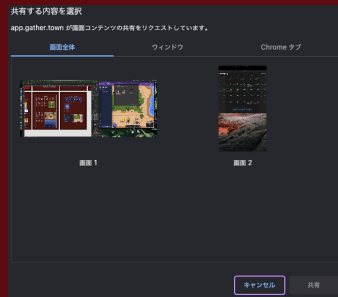 共有する内容を選択
app.gather.town が画面コンテンツの共有をリクエストしています。
画面全体
ウィンドウ
Chrome タブ
画面 1
画面 2
キャンセル
共有